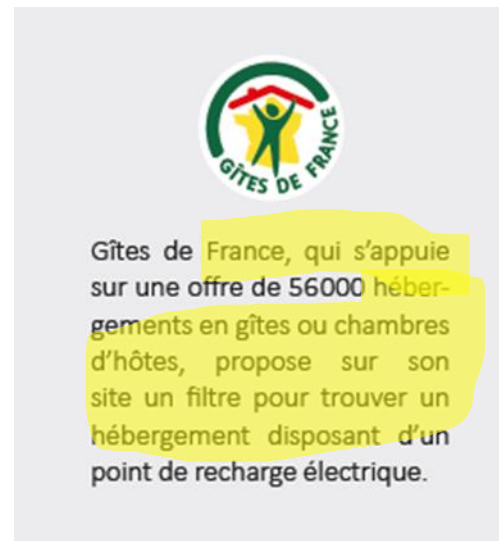 GÎTES DE FRANCE
Gîtes de France, qui s’appuie
sur une offre de 56000 héber-
gements en gîtes ou chambres
d’hôtes, propose sur son
site un filtre pour trouver un
hébergement disposant d’un
point de recharge électrique.